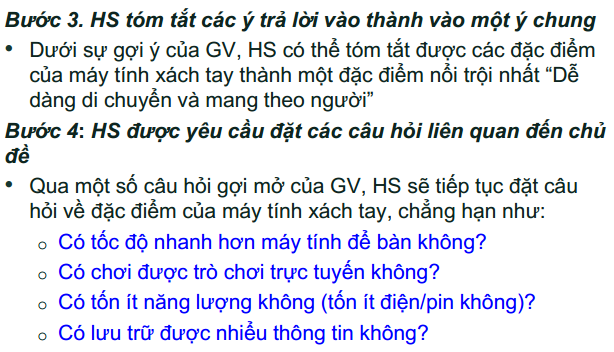 Bước 3. HS tóm tắt các ý trả lời vào thành vào một ý chung
• Dưới sự gợi ý của GV, HS có thể tóm tắt được các đặc điểm
của máy tính xách tay thành một đặc điểm nổi trội nhất “Dễ
dàng di chuyển và mang theo người”
Bước 4: HS được yêu cầu đặt các câu hỏi liên quan đến chủ
đề
• Qua một số câu hỏi gợi mở của GV, HS sẽ tiếp tục đặt câu
hỏi về đặc điểm của máy tính xách tay, chẳng hạn như:
o Có tốc độ nhanh hơn máy tính để bàn không?
o Có chơi được trò chơi trực tuyến không?
o Có tốn ít năng lượng không (tốn ít điện/pin không)?
o Có lưu trữ được nhiều thông tin không?